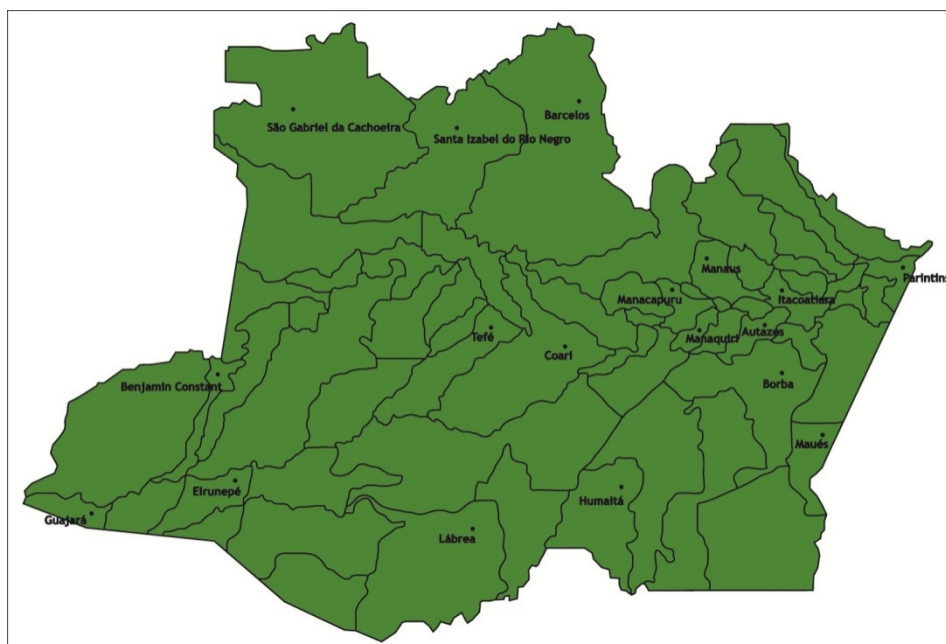 Barcelos
São Gabriel da Cachoeira
Santa Izabel do Rio Negro
Manaus
Parintins
Manacapuru
Itacoatiara
Tefé
Manaquiri
Autazes
Coari
Benjamin Constant
Borba
Maués
Eirunepé
Humaitá
Guajará
Lábrea